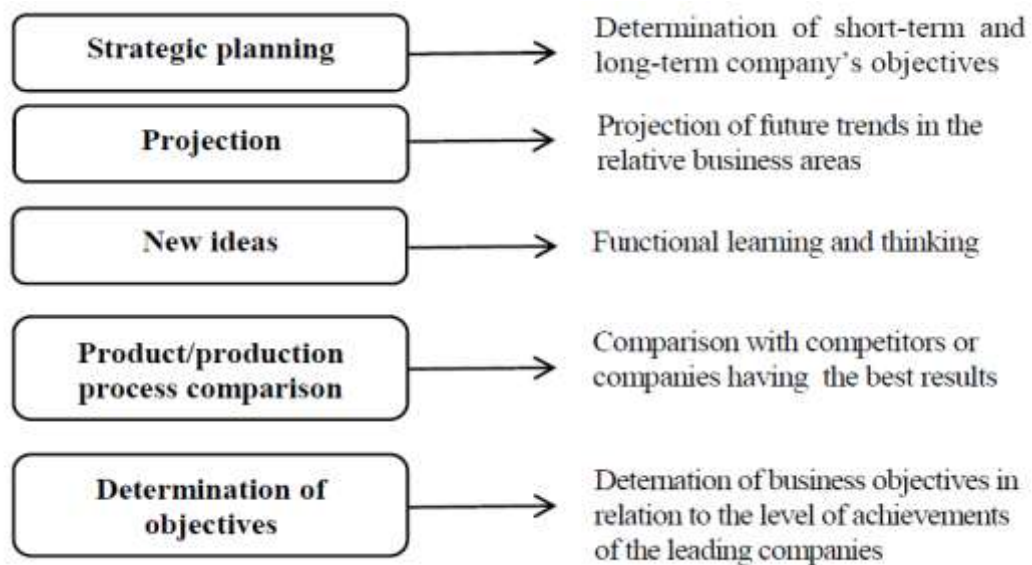 Strategic planning
Determination of short-term and
long-term company's objectives
Projection
Projection of future trends in the
relative business areas
New ideas
Functional learning and thinking
Product/production
process comparison
Comparison with competitors or
companies having the best results
Determination of
objectives
Deternation of business objectives in
relation to the level of achievements
of the leading companies